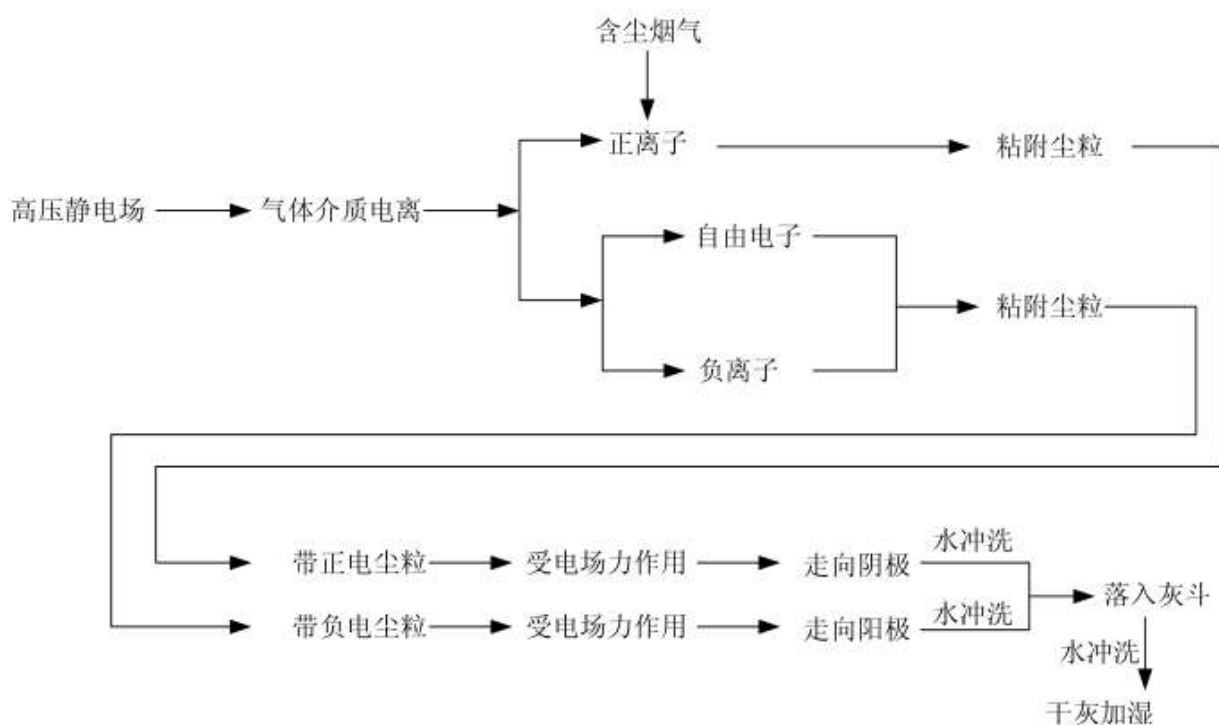 含尘烟气
正离子
粘附尘粒
高压静电场
气体介质电离
自由电子
粘附尘粒
负离子
带正电尘粒
受电场力作用
走向阴极
水冲洗
落入灰斗
带负电尘粒
受电场力作用
走向阳极
水冲洗
水冲洗
干灰加湿